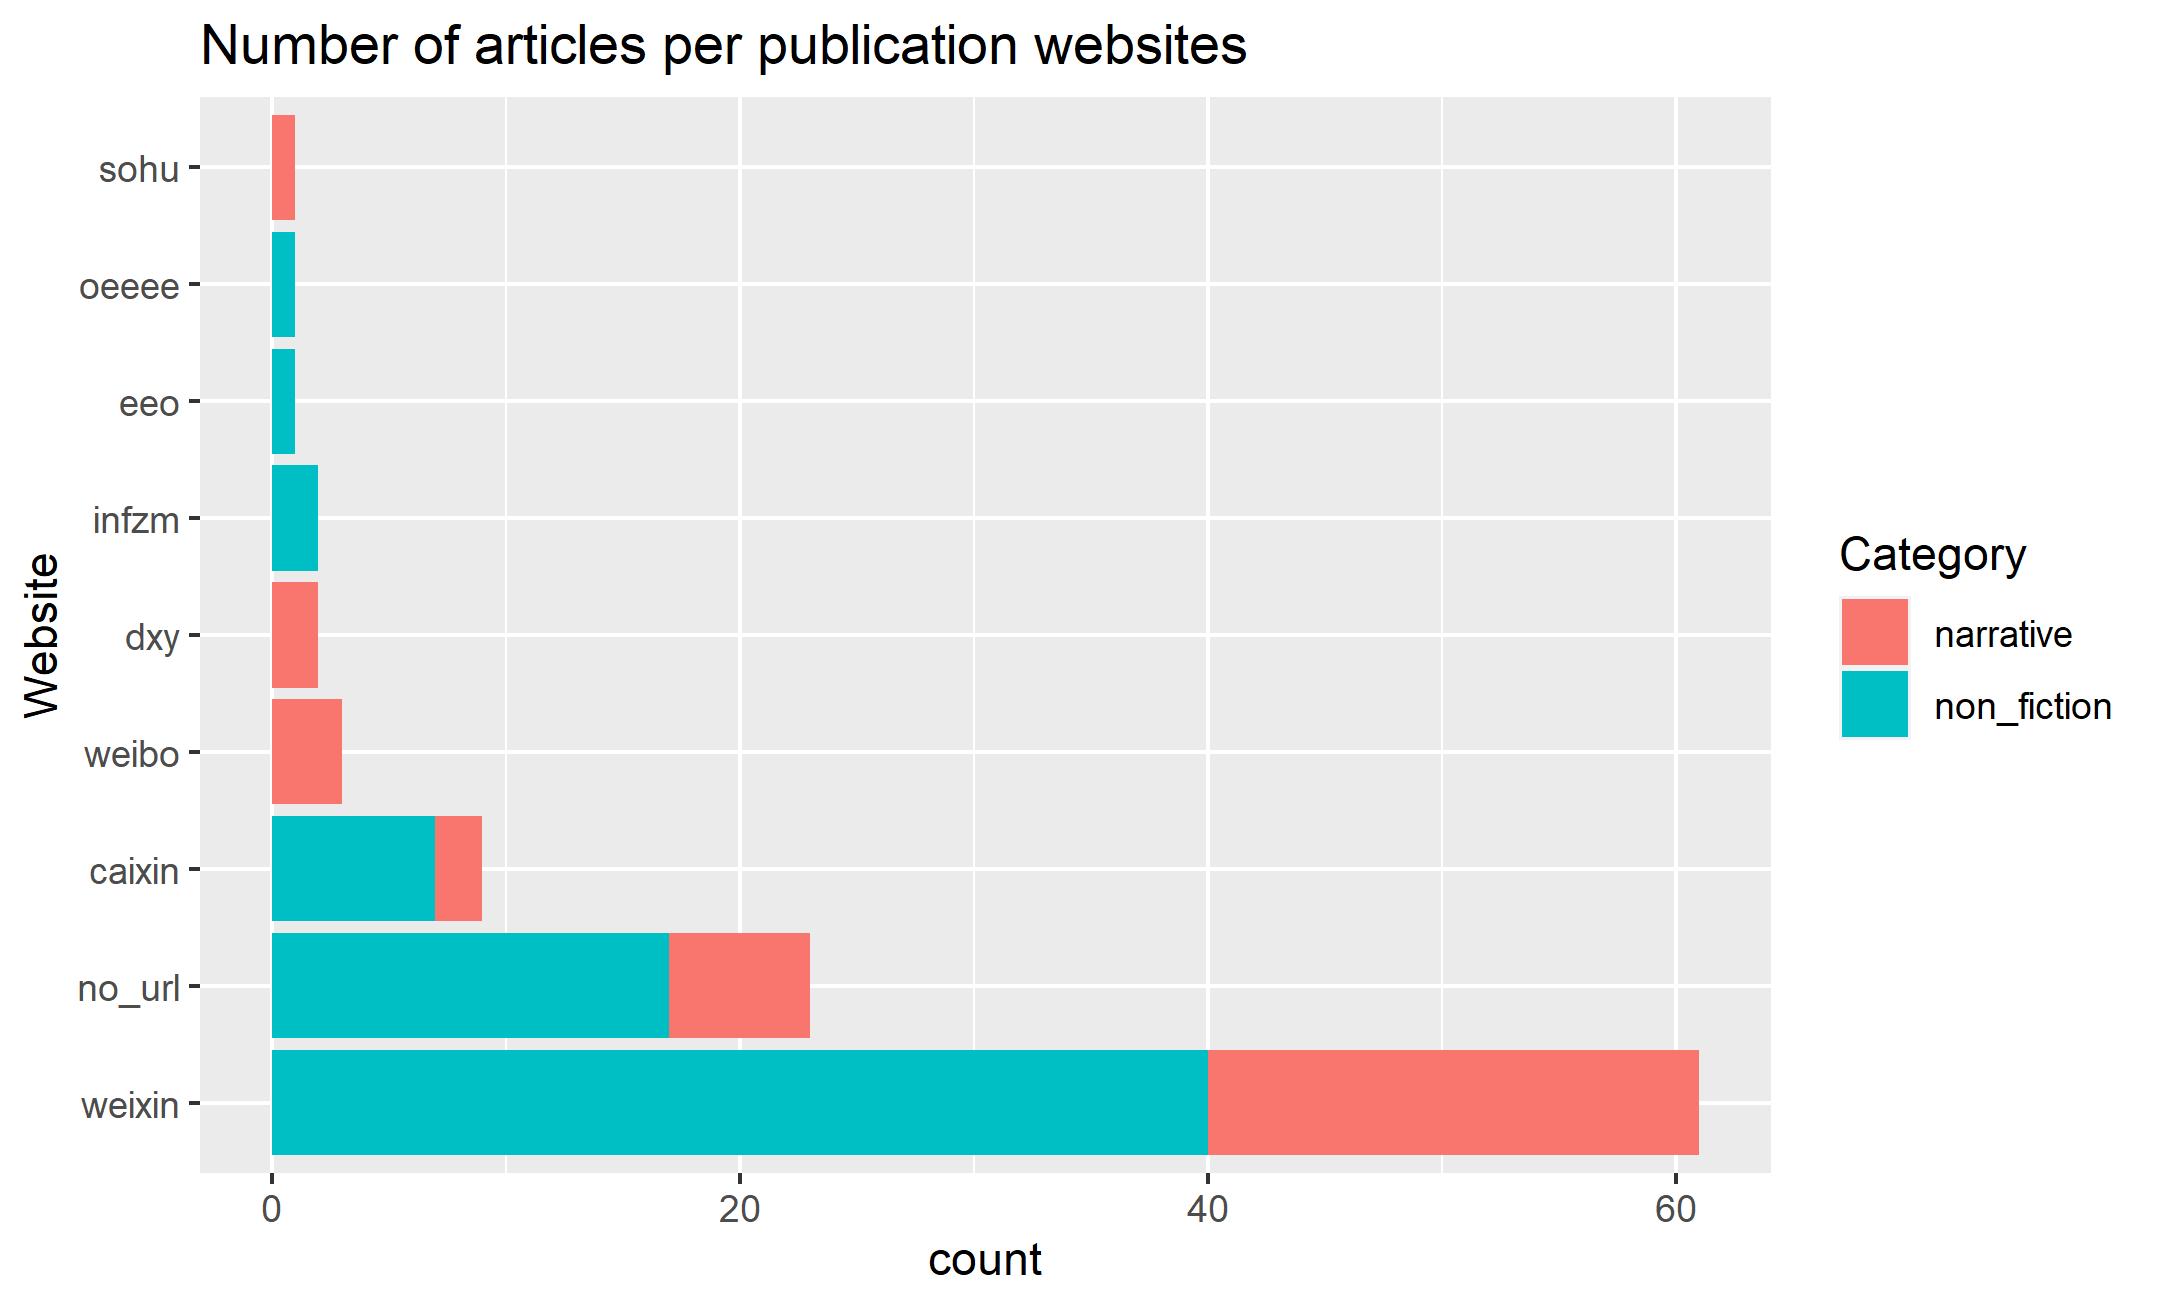 Number of articles per publication websites
Website
sohu
oeeee
eeo
infzm
dxy
weibo
caixin
no_url
weixin
0 20 40 60
count
Category
narrative
non_fiction